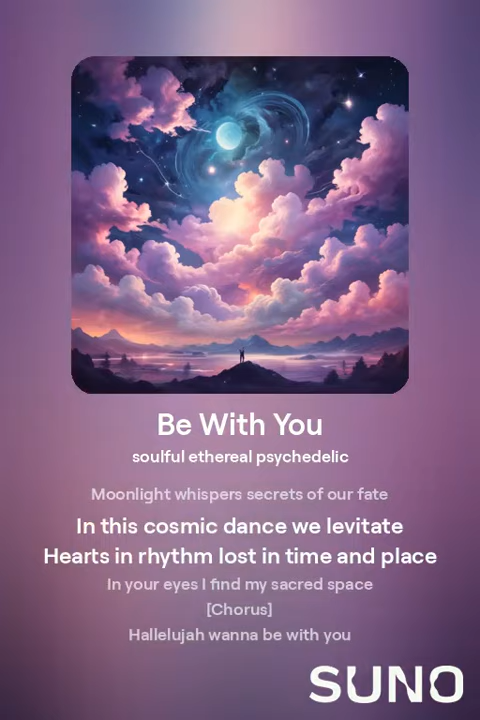 Be With You
soulful ethereal psychedelic
Moonlight whispers secrets of our fate
In this cosmic dance we levitate
Hearts in rhythm lost in time and place
In your eyes I find my sacred space
[Chorus]
Hallelujah wanna be with you
SUNO